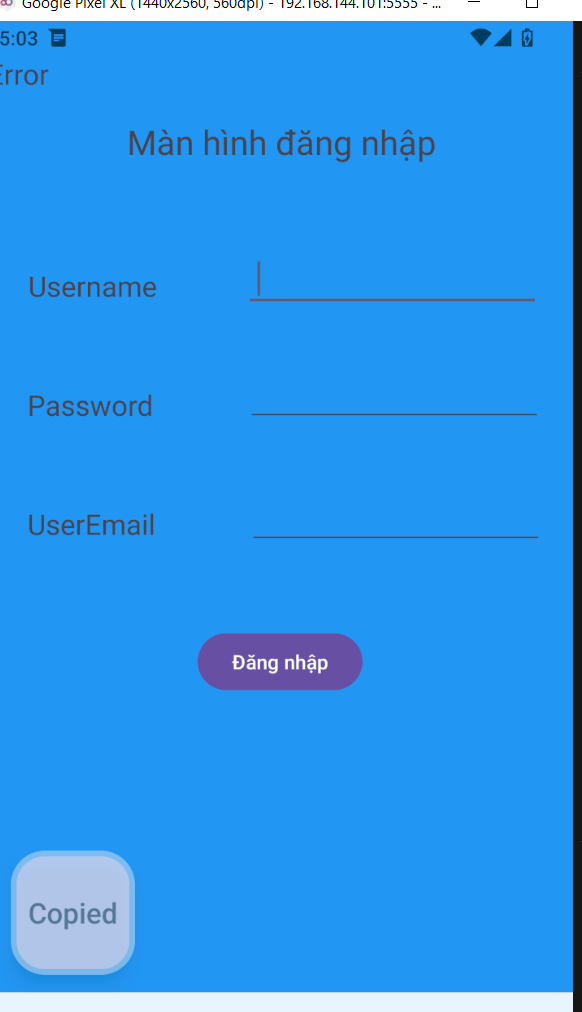 Google Pixel XL (1440x2560, 560dpi) - 192.168.144.101:5555 - ...
5:03
Error
Màn hình đăng nhập
Username
Password
UserEmail
Đăng nhập
Copied